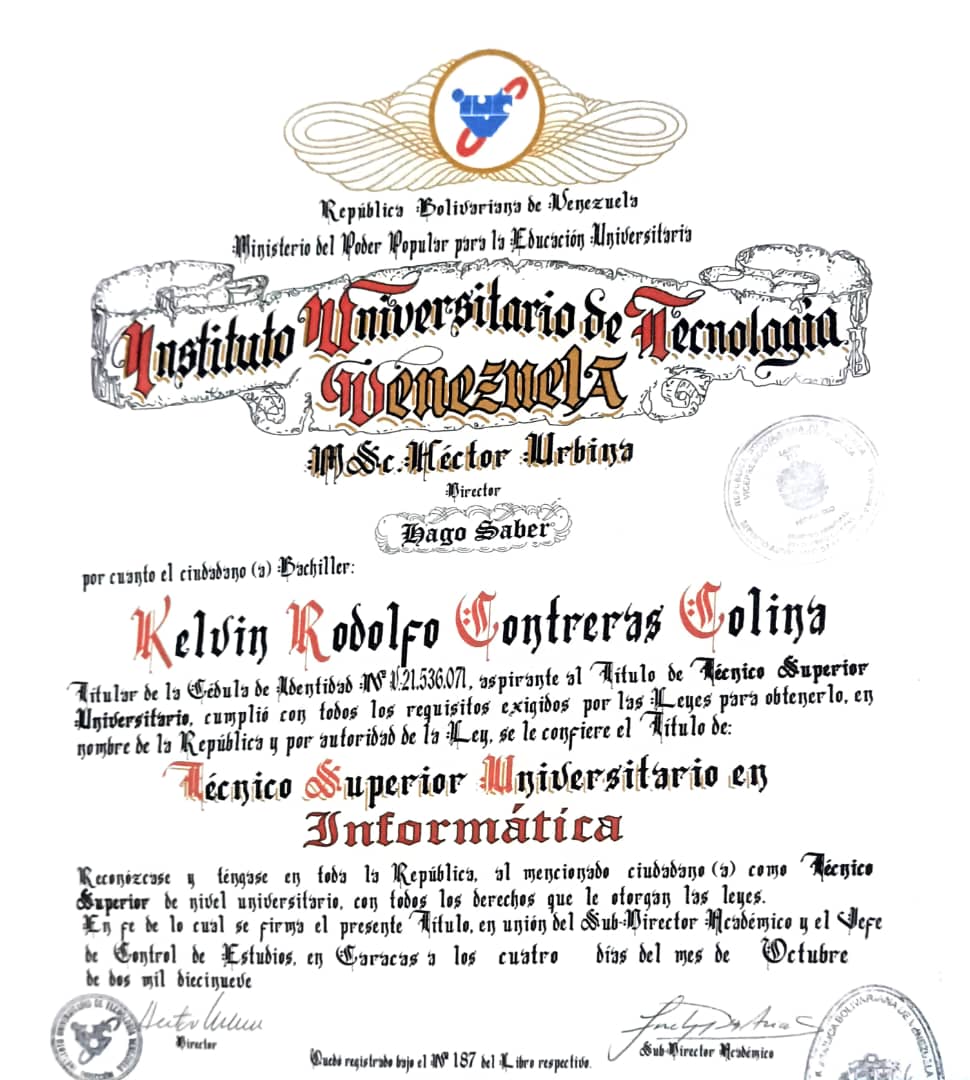 República Bolivariana de Venezuela
Ministerio del Poder Popular para la Educación Universitaria
Instituto Universitario de Tecnología
Venezuela
MSc. Héctor Urbina
Director
Hago Saber
por cuanto el ciudadano (a) Bachiller:
Kelvin Rodolfo Contreras Colina
Titular de la Cédula de Identidad Nº V.21.536.071, aspirante al Título de Técnico Superior
Universitario, cumplió con todos los requisitos exigidos por las Leyes para obtenerlo, en
nombre de la República y por autoridad de la Ley, se le confiere el Título de:
Técnico Superior Universitario en
Informática
Reconózcase y téngase en toda la República, al mencionado ciudadano (a) como Técnico
Superior de nivel universitario, con todos los derechos que le otorgan las leyes.
En fe de lo cual se firma el presente Título, en unión del Sub-Director Académico y el Jefe
de Control de Estudios, en Caracas a los cuatro días del mes de Octubre
de dos mil diecinueve
Director
Sub-Director Académico
Quedó registrado bajo el Nº 187 del Libro respectivo.